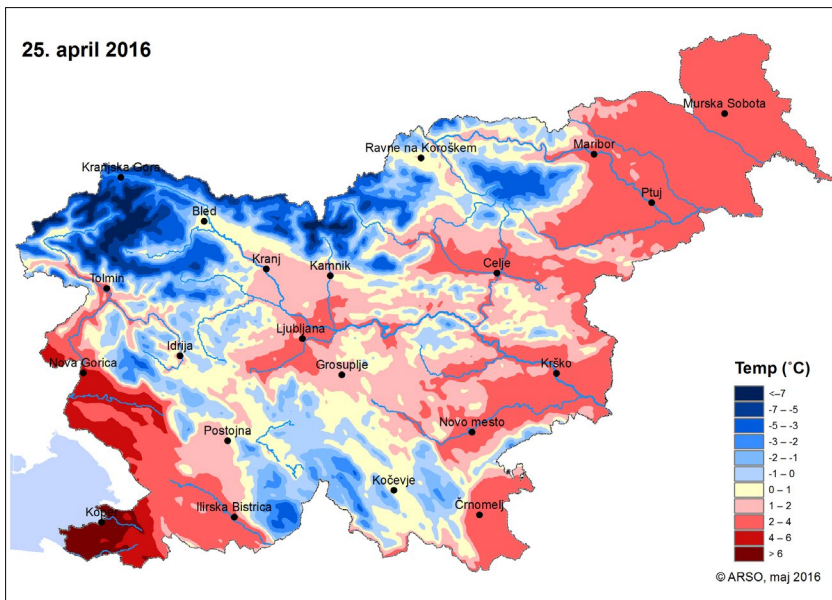 25. april 2016
Murska Sobota
Ravne na Koroškem
Maribor
Kranjska Gora
Ptuj
Bled
Kranj
Kamnik
Celje
Tolmin
Ljubljana
Idrija
Grosuplje
Krško
Nova Gorica
Novo mesto
Postojna
Kočevje
Ilirska Bistrica
Črnomelj
Koper
Temp (°C)
<–7
-7 – -5
-5 – -3
-3 – -2
-2 – -1
-1 – 0
0 – 1
1 – 2
2 – 4
4 – 6
> 6
© ARSO, maj 2016